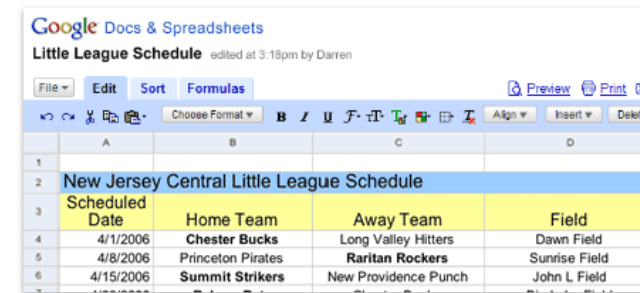 Google Docs & Spreadsheets
Little League Schedule edited at 3:18pm by Darren
File Edit Sort Formulas Preview Print
Choose Format B I U F T T T Align Insert Delet
A B C D
1
2 New Jersey Central Little League Schedule
3 Scheduled Date Home Team Away Team Field
4 4/1/2006 Chester Bucks Long Valley Hitters Dawn Field
5 4/8/2006 Princeton Pirates Raritan Rockers Sunrise Field
6 4/15/2006 Summit Strikers New Providence Punch John L Field